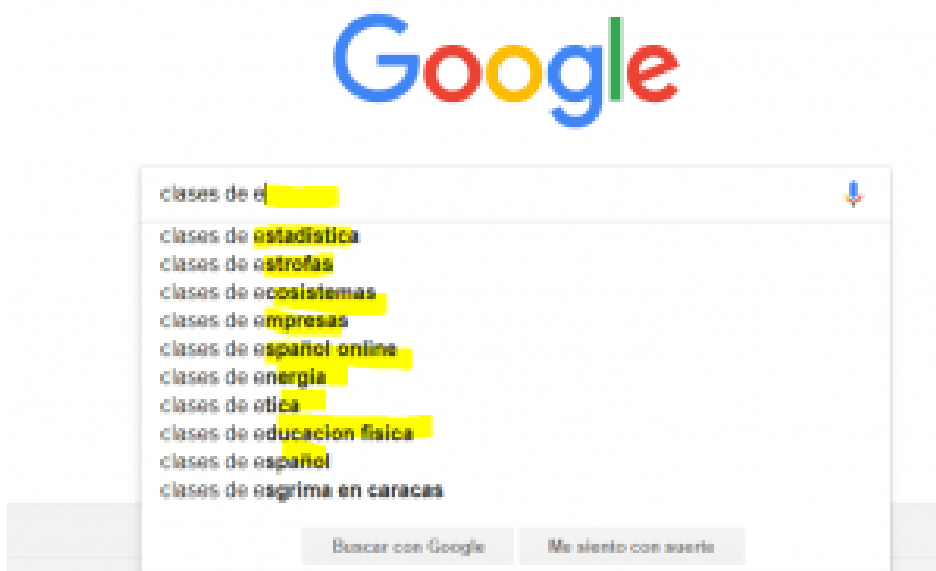 Google
clases de e
clases de estadistica
clases de estrofas
clases de ecosistemas
clases de empresas
clases de español online
clases de energia
clases de etica
clases de educacion fisica
clases de español
clases de esgrima en caracas
Buscar con Google Me siento con suerte